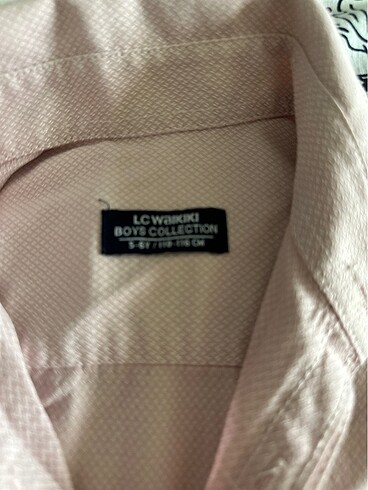 LC WAIKIKI
BOYS COLLECTION
5-6Y / 110-116 CM